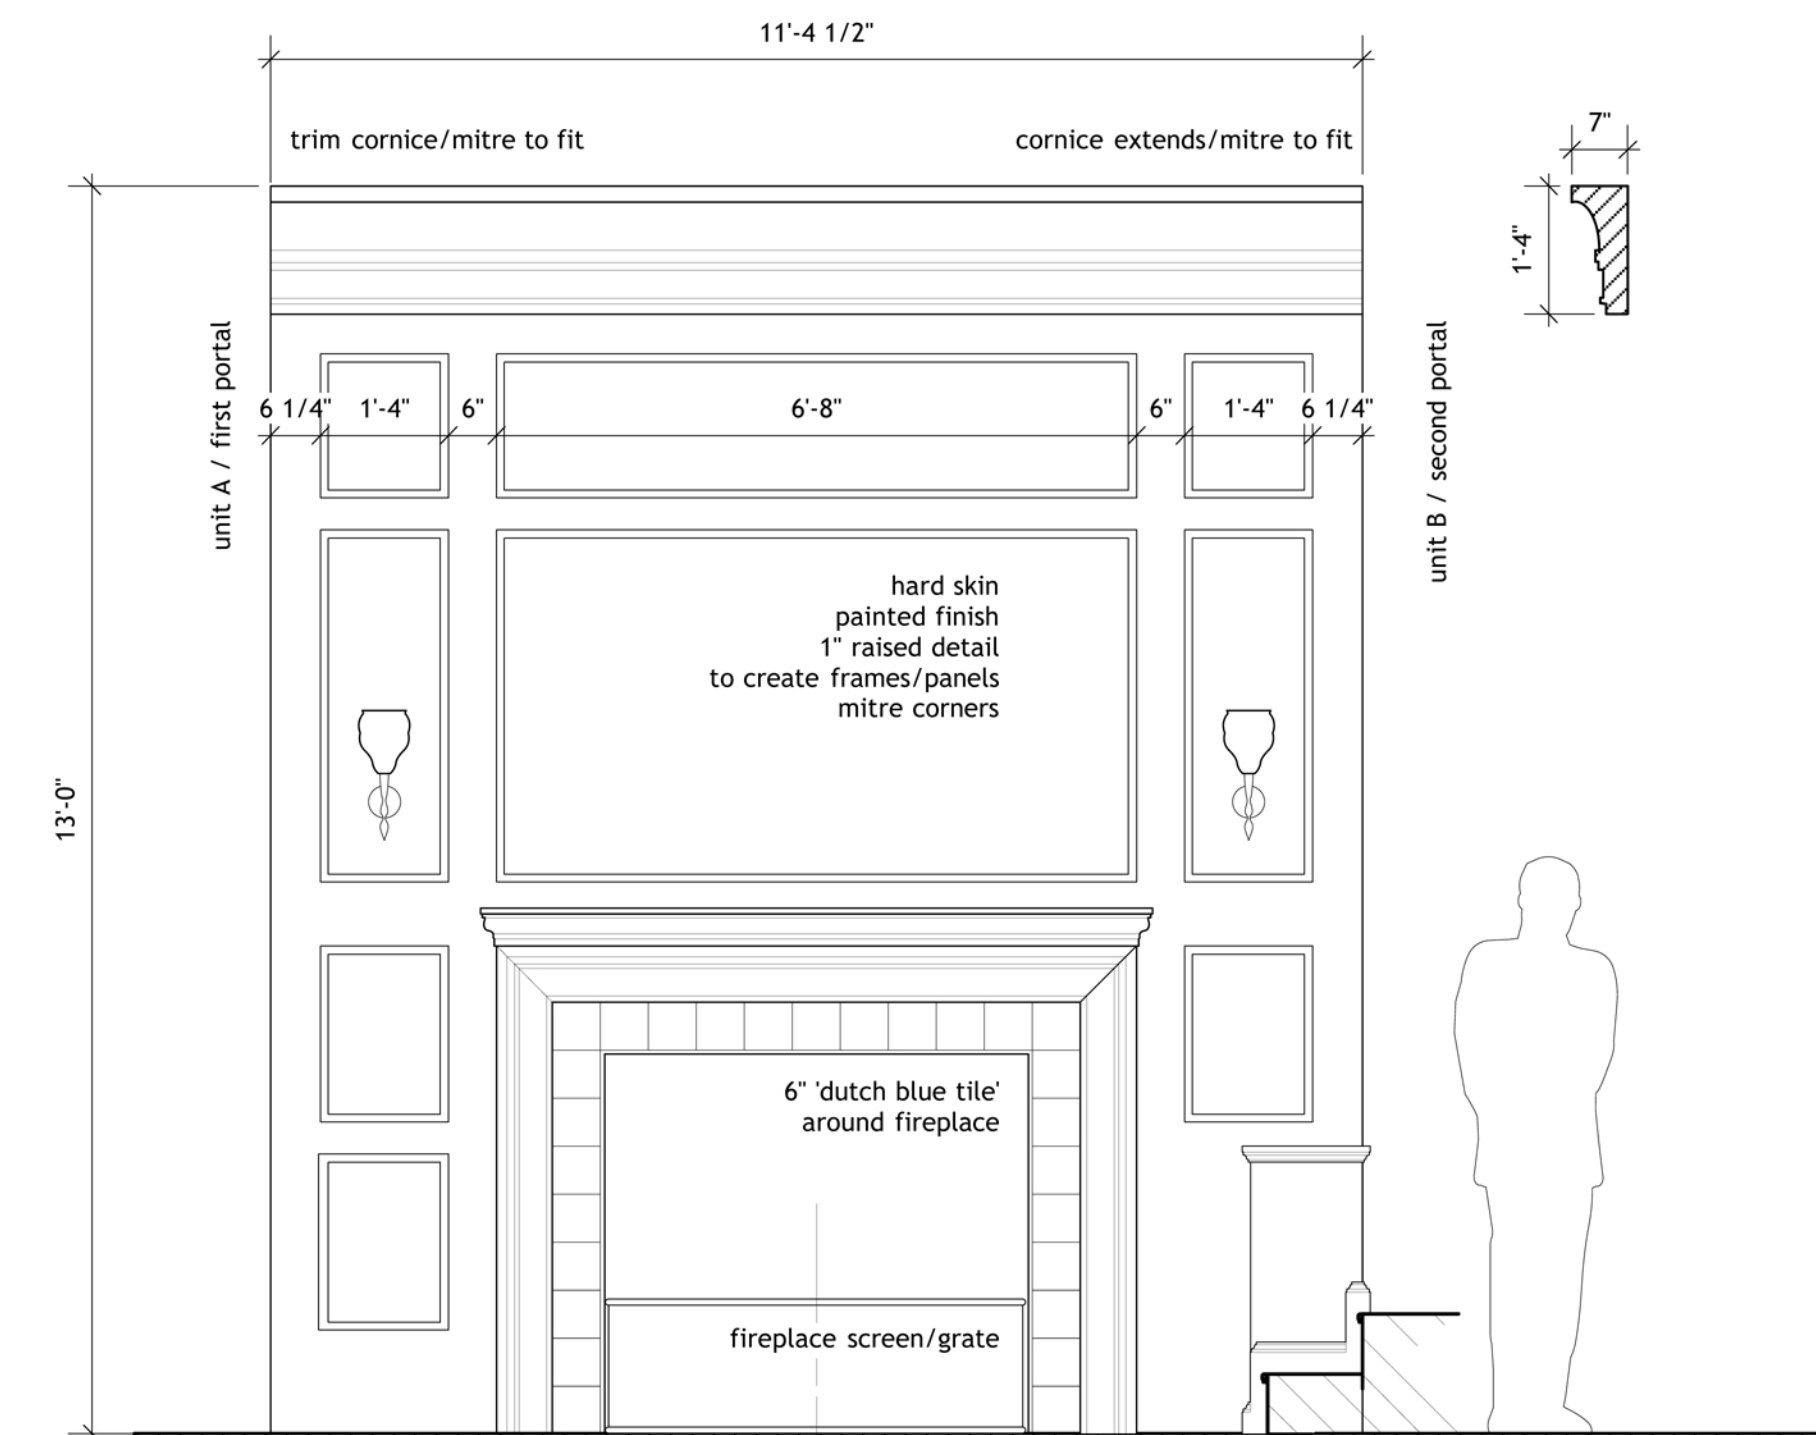 11'-4 1/2"
7"
trim cornice/mitre to fit
cornice extends/mitre to fit
1'-4"
unit A / first portal
unit B / second portal
6 1/4"
1'-4"
6"
6'-8"
6"
1'-4"
6 1/4"
hard skin
painted finish
1" raised detail
to create frames/panels
mitre corners
13'-0"
6" 'dutch blue tile'
around fireplace
fireplace screen/grate